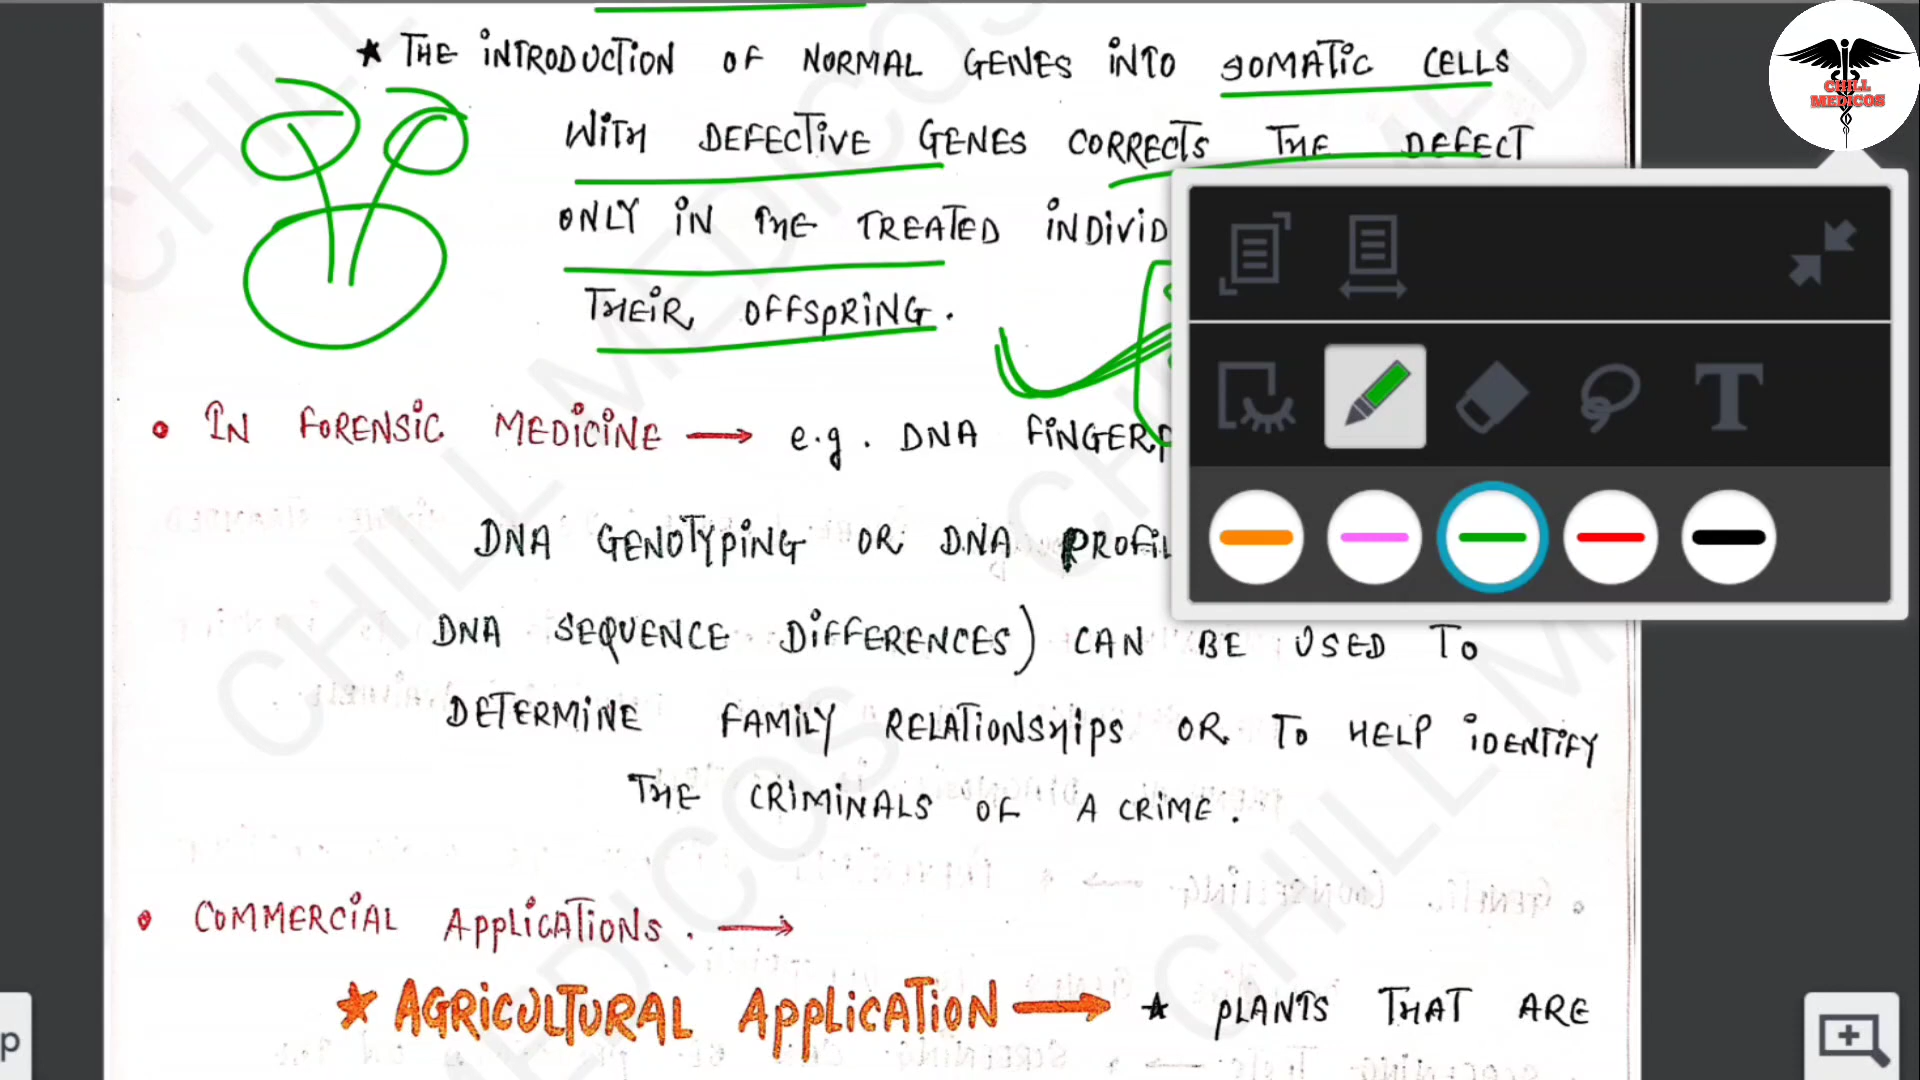 ★ THE INTRODUCTION OF NORMAL GENES INTO SOMATIC CELLS
WITH DEFECTIVE GENES CORRECTS THE DEFECT
ONLY IN THE TREATED INDIVID
THEIR OFFSPRING.
• IN FORENSIC MEDICINE → e.g. DNA FINGERP
DNA GENOTYPING OR DNA PROFIL
DNA SEQUENCE DIFFERENCES) CAN BE USED TO
DETERMINE FAMILY RELATIONSHIPS OR TO HELP IDENTIFY
THE CRIMINALS OF A CRIME.
• COMMERCIAL APPLICATIONS. →
★ AGRICULTURAL APPLICATION → ★ PLANTS THAT ARE
CHILL
MEDICOS
T
p
CHILL MEDICOS